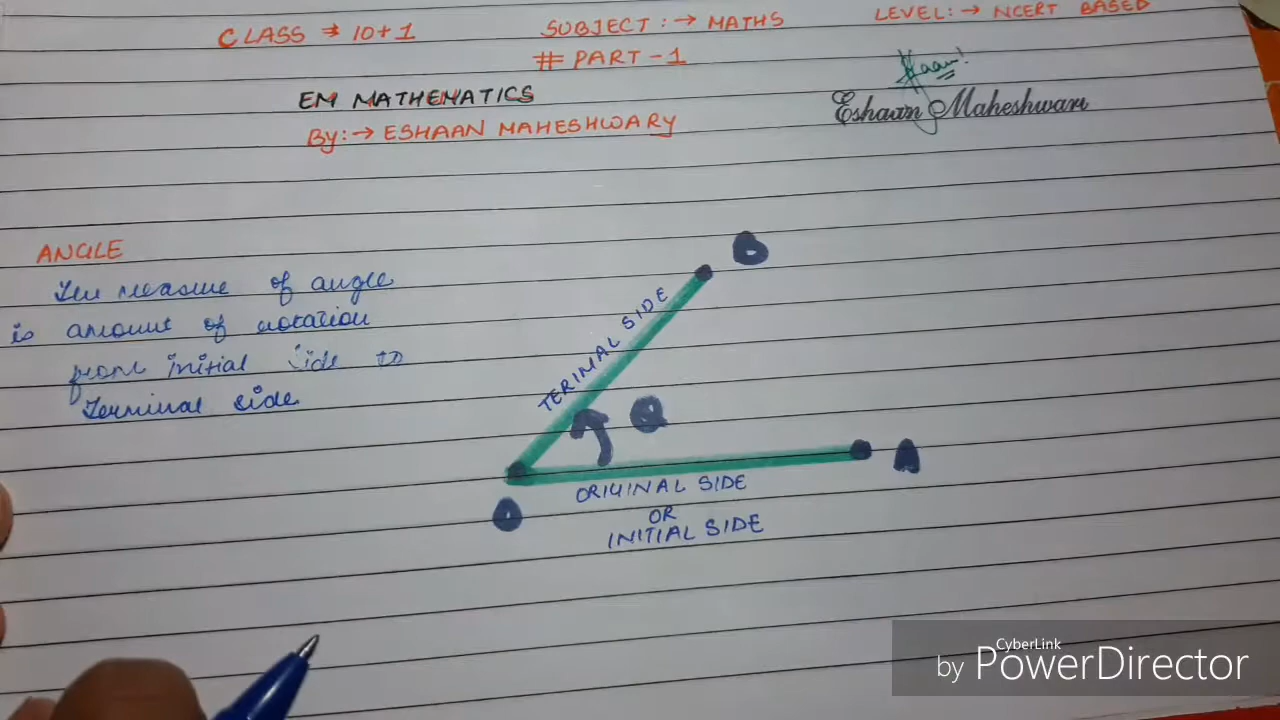 CLASS → 10+1
SUBJECT :→ MATHS
LEVEL:→ NCERT BASED
# PART-1
EM MATHEMATICS
By:→ ESHAAN MAHESHWARY
Eshaan Maheshwari
ANGLE
The measure of angle
is amount of rotation
from initial side to
Terminal side
B
TERIMAL SIDE
Q
A
ORIGINAL SIDE
O
OR
INITIAL SIDE
CyberLink
by PowerDirector